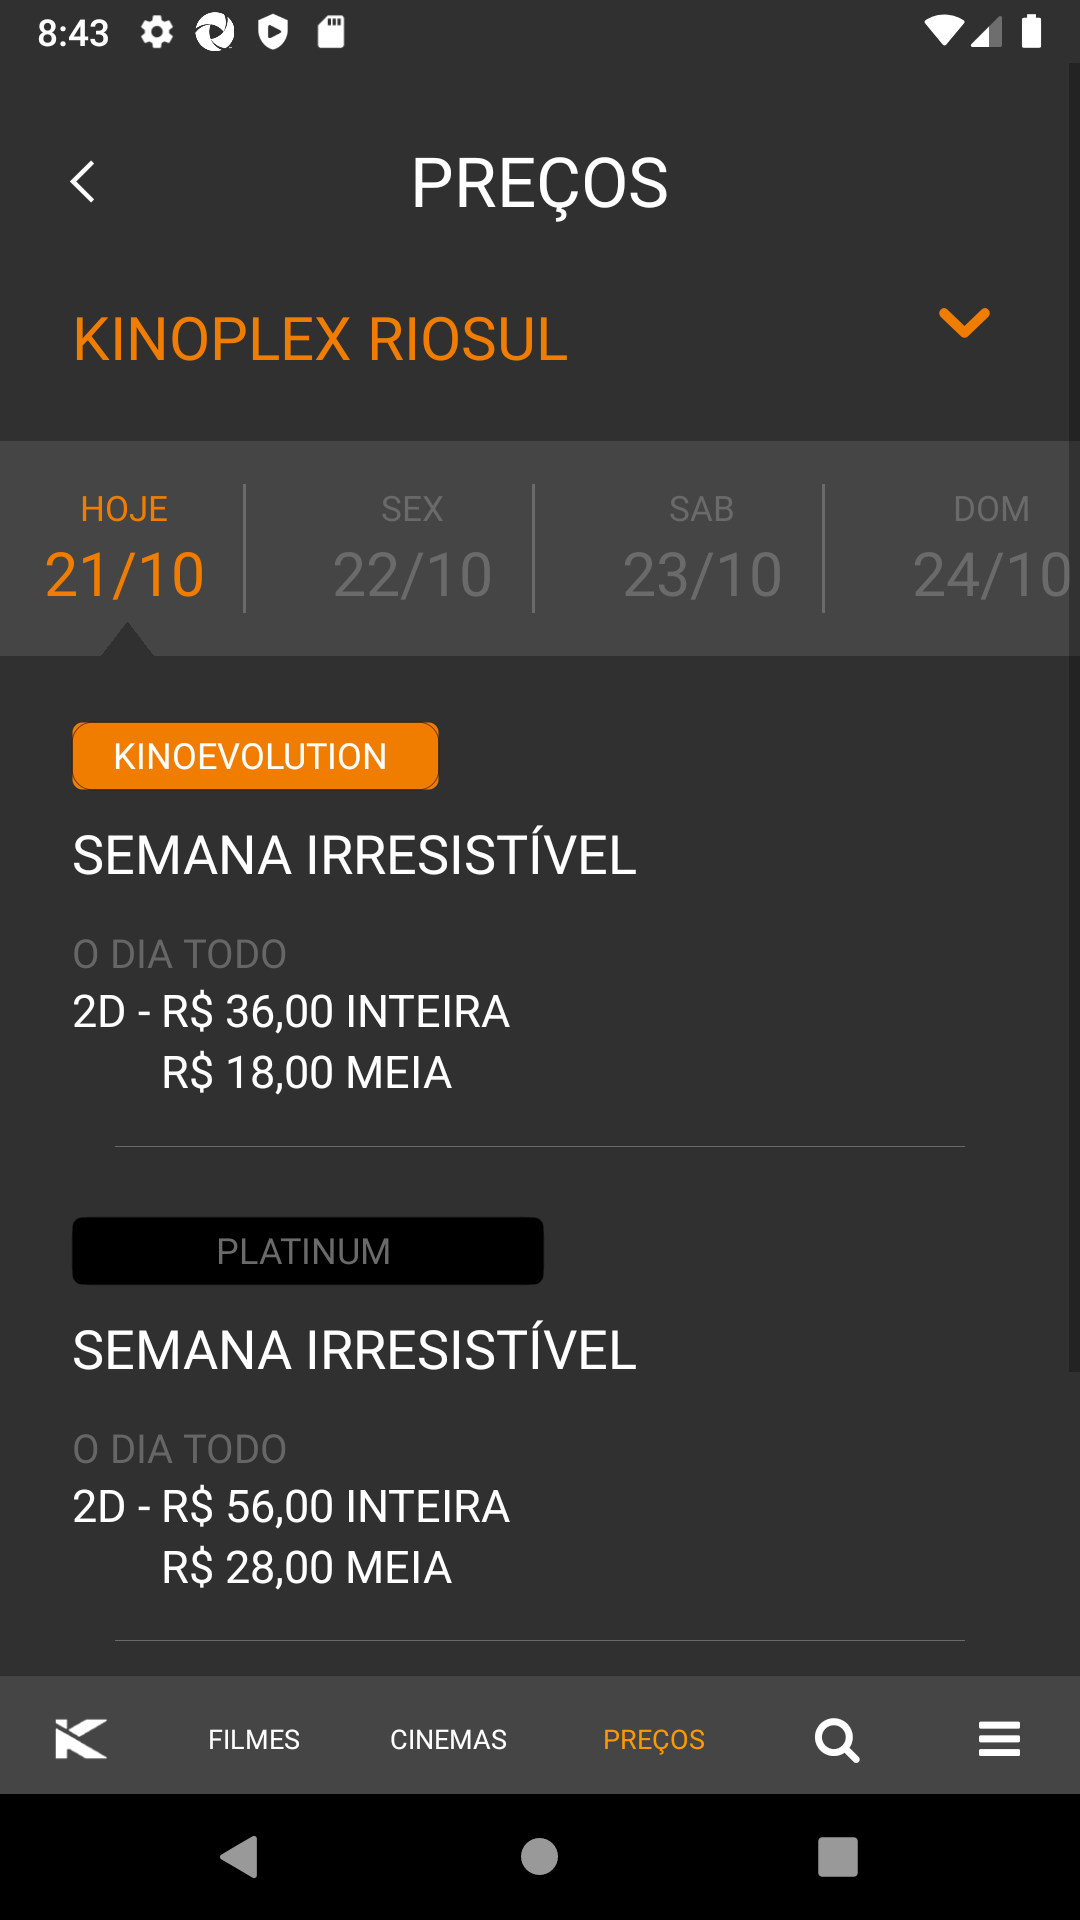 8:43
PREÇOS
KINOPLEX RIOSUL
HOJE SEX SAB DOM
21/10 22/10 23/10 24/10
KINOEVOLUTION
SEMANA IRRESISTÍVEL
O DIA TODO
2D - R$ 36,00 INTEIRA
R$ 18,00 MEIA
PLATINUM
SEMANA IRRESISTÍVEL
O DIA TODO
2D - R$ 56,00 INTEIRA
R$ 28,00 MEIA
FILMES CINEMAS PREÇOS